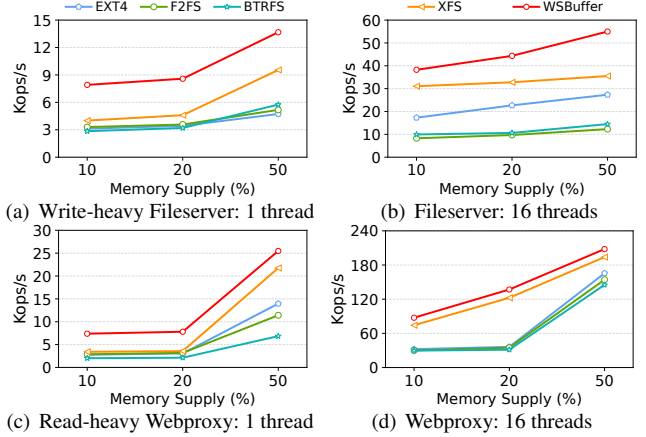 EXT4 F2FS BTRFS XFS WSBuffer
15
12
9
6
3
0
Kops/s
10 20 50
Memory Supply (%)
(a) Write-heavy Fileserver: 1 thread
60
50
40
30
20
10
0
Kops/s
10 20 50
Memory Supply (%)
(b) Fileserver: 16 threads
30
25
20
15
10
5
0
Kops/s
10 20 50
Memory Supply (%)
(c) Read-heavy Webproxy: 1 thread
240
180
120
60
0
Kops/s
10 20 50
Memory Supply (%)
(d) Webproxy: 16 threads